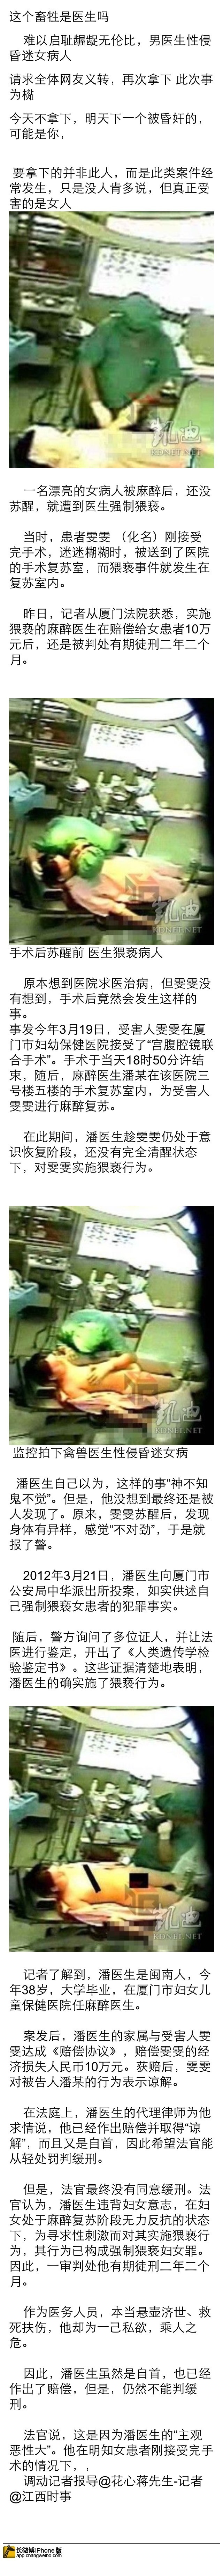 这个畜牲是医生吗
难以启耻龌龊无伦比，男医生性侵
昏迷女病人
请求全体网友义转，再次拿下 此次事
为檢
今天不拿下，明天下一个被昏奸的，
可能是你，
要拿下的并非此人，而是此类案件经
常发生，只是没人肯多说，但真正受
害的是女人
凯迪
KDNET.NET
一名漂亮的女病人被麻醉后，还没
苏醒，就遭到医生强制猥亵。
当时，患者雯雯 （化名）刚接受
完手术，迷迷糊糊时，被送到了医院
的手术复苏室，而猥亵事件就发生在
复苏室内。
昨日，记者从厦门法院获悉，实施
猥亵的麻醉医生在赔偿给女患者10万
元后，还是被判处有期徒刑二年二个
月。
凯迪
KDNET.NET
手术后苏醒前 医生猥亵病人
原本想到医院求医治病，但雯雯没
有想到，手术后竟然会发生这样的
事。
事发今年3月19日，受害人雯雯在厦
门市妇幼保健医院接受了“宫腹腔镜联
合手术”。手术于当天18时50分许结
束，随后，麻醉医生潘某在该医院三
号楼五楼的手术复苏室内，为受害人
雯雯进行麻醉复苏。
在此期间，潘医生趁雯雯仍处于意
识恢复阶段，还没有完全清醒状态
下，对雯雯实施猥亵行为。
凯迪
KDNET.NET
监控拍下禽兽医生性侵昏迷女病
潘医生自己以为，这样的事“神不知
鬼不觉”。但是，他没想到最终还是被
人发现了。原来，雯雯苏醒后，发现
身体有异样，感觉“不对劲”，于是就
报了警。
2012年3月21日，潘医生向厦门市
公安局中华派出所投案，如实供述自
己强制猥亵女患者的犯罪事实。
随后，警方询问了多位证人，并让法
医进行鉴定，开出了《人类遗传学检
验鉴定书》。这些证据清楚地表明，
潘医生的确实施了猥亵行为。
凯迪
KDNET.NET
记者了解到，潘医生是闽南人，今
年38岁，大学毕业，在厦门市妇女儿
童保健医院任麻醉医生。
案发后，潘医生的家属与受害人雯
雯达成《赔偿协议》，赔偿雯雯的经
济损失人民币10万元。获赔后，雯雯
对被告人潘某的行为表示谅解。
在法庭上，潘医生的代理律师为他
求情说，他已经作出赔偿并取得“谅
解”，而且又是自首，因此希望法官能
从轻处罚判缓刑。
但是，法官最终没有同意缓刑。法
官认为，潘医生违背妇女意志，在妇
女处于麻醉复苏阶段无力反抗的状态
下，为寻求性刺激而对其实施猥亵行
为，其行为已构成强制猥亵妇女罪。
因此，一审判处他有期徒刑二年二个
月。
作为医务人员，本当悬壶济世、救
死扶伤，他却为一己私欲，乘人之
危。
因此，潘医生虽然是自首，也已经
作出了赔偿，但是，仍然不能判缓
刑。
法官说，这是因为潘医生的“主观
恶性大”。他在明知女患者刚接受完手
术的情况下，，
调动记者报导@花心蒋先生-记者
@江西时事
长微博iPhone版
app.changweibo.com